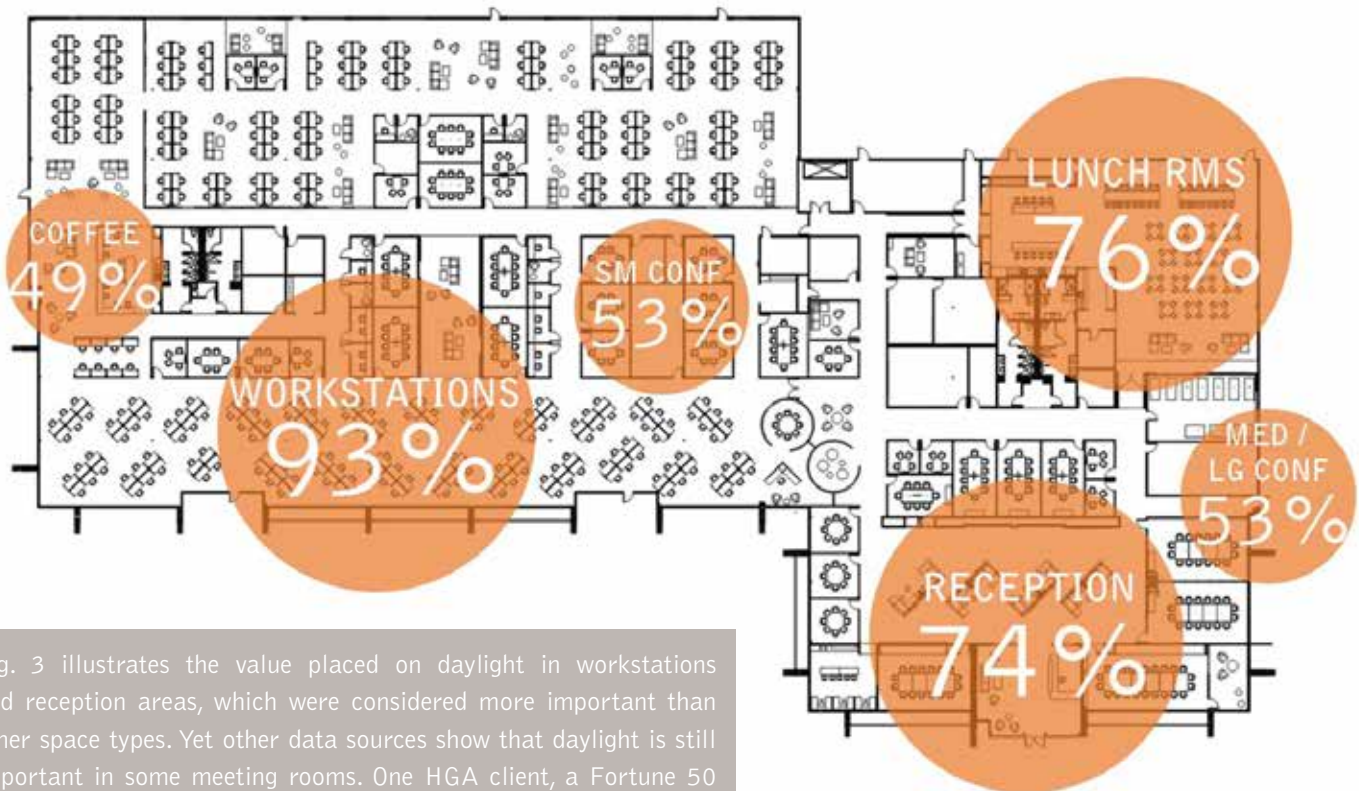 LUNCH RMS
76%
COFFEE
49%
SM CONF
53%
WORKSTATIONS
93%
MED /
LG CONF
53%
RECEPTION
74%
g. 3 illustrates the value placed on daylight in workstations
d reception areas, which were considered more important than
her space types. Yet other data sources show that daylight is still
portant in some meeting rooms. One HGA client, a Fortune 50